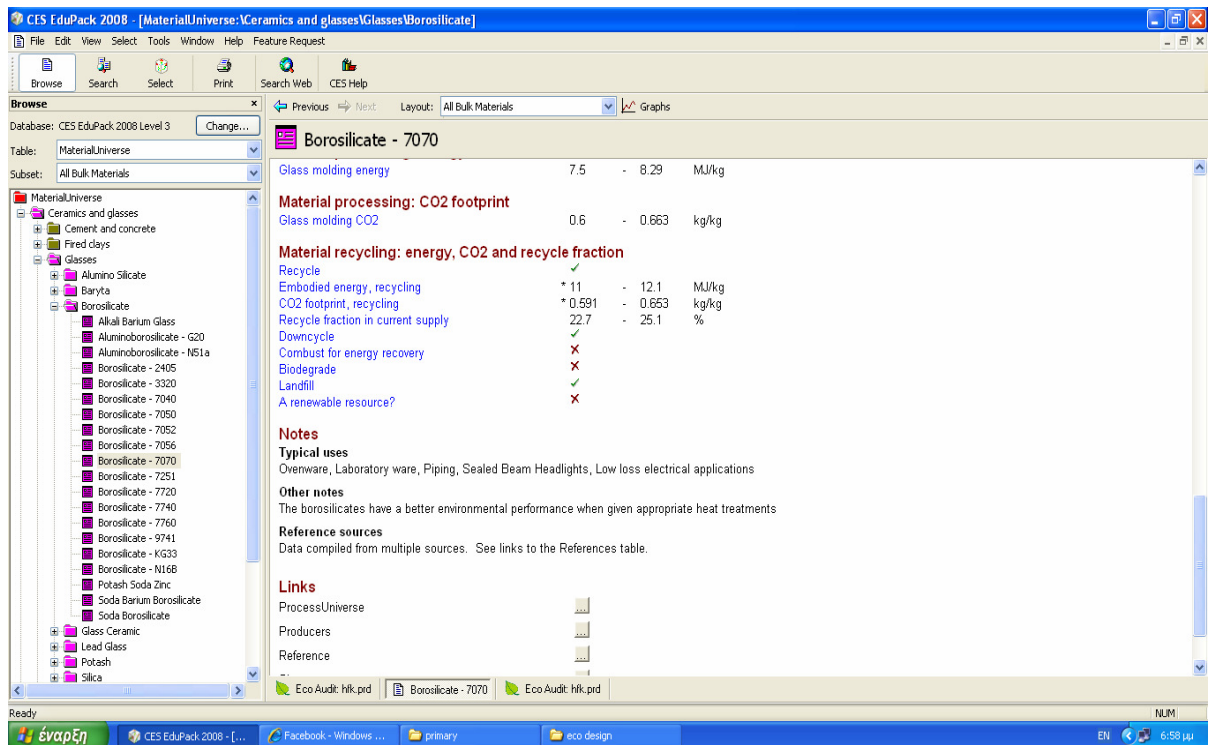 CES EduPack 2008 - [MaterialUniverse:\Ceramics and glasses\Glasses\Borosilicate]
File Edit View Select Tools Window Help Feature Request
Browse Search Select Print Search Web CES Help
Browse
Database: CES EduPack 2008 Level 3 Change...
Table: MaterialUniverse
Subset: All Bulk Materials
MaterialUniverse
Ceramics and glasses
Cement and concrete
Fired clays
Glasses
Alumino Silicate
Baryta
Borosilicate
Alkali Barium Glass
Aluminoborosilicate - G20
Aluminoborosilicate - N51a
Borosilicate - 2405
Borosilicate - 3320
Borosilicate - 7040
Borosilicate - 7050
Borosilicate - 7052
Borosilicate - 7056
Borosilicate - 7070
Borosilicate - 7251
Borosilicate - 7720
Borosilicate - 7740
Borosilicate - 7760
Borosilicate - 9741
Borosilicate - KG33
Borosilicate - N16B
Potash Soda Zinc
Soda Barium Borosilicate
Soda Borosilicate
Glass Ceramic
Lead Glass
Potash
Silica
Previous Next Layout: All Bulk Materials Graphs
Borosilicate - 7070
Glass molding energy 7.5 - 8.29 MJ/kg
Material processing: CO2 footprint
Glass molding CO2 0.6 - 0.663 kg/kg
Material recycling: energy, CO2 and recycle fraction
Recycle ✓
Embodied energy, recycling * 11 - 12.1 MJ/kg
CO2 footprint, recycling * 0.591 - 0.653 kg/kg
Recycle fraction in current supply 22.7 - 25.1 %
Downcycle ✓
Combust for energy recovery ✗
Biodegrade ✗
Landfill ✓
A renewable resource? ✗
Notes
Typical uses
Ovenware, Laboratory ware, Piping, Sealed Beam Headlights, Low loss electrical applications
Other notes
The borosilicates have a better environmental performance when given appropriate heat treatments
Reference sources
Data compiled from multiple sources. See links to the References table.
Links
ProcessUniverse ...
Producers ...
Reference ...
Eco Audit: hfk.prd Borosilicate - 7070 Eco Audit: hfk.prd
Ready NUM
έναρξη CES EduPack 2008 - [... Facebook - Windows ... primary eco design EN 6:58 μμ